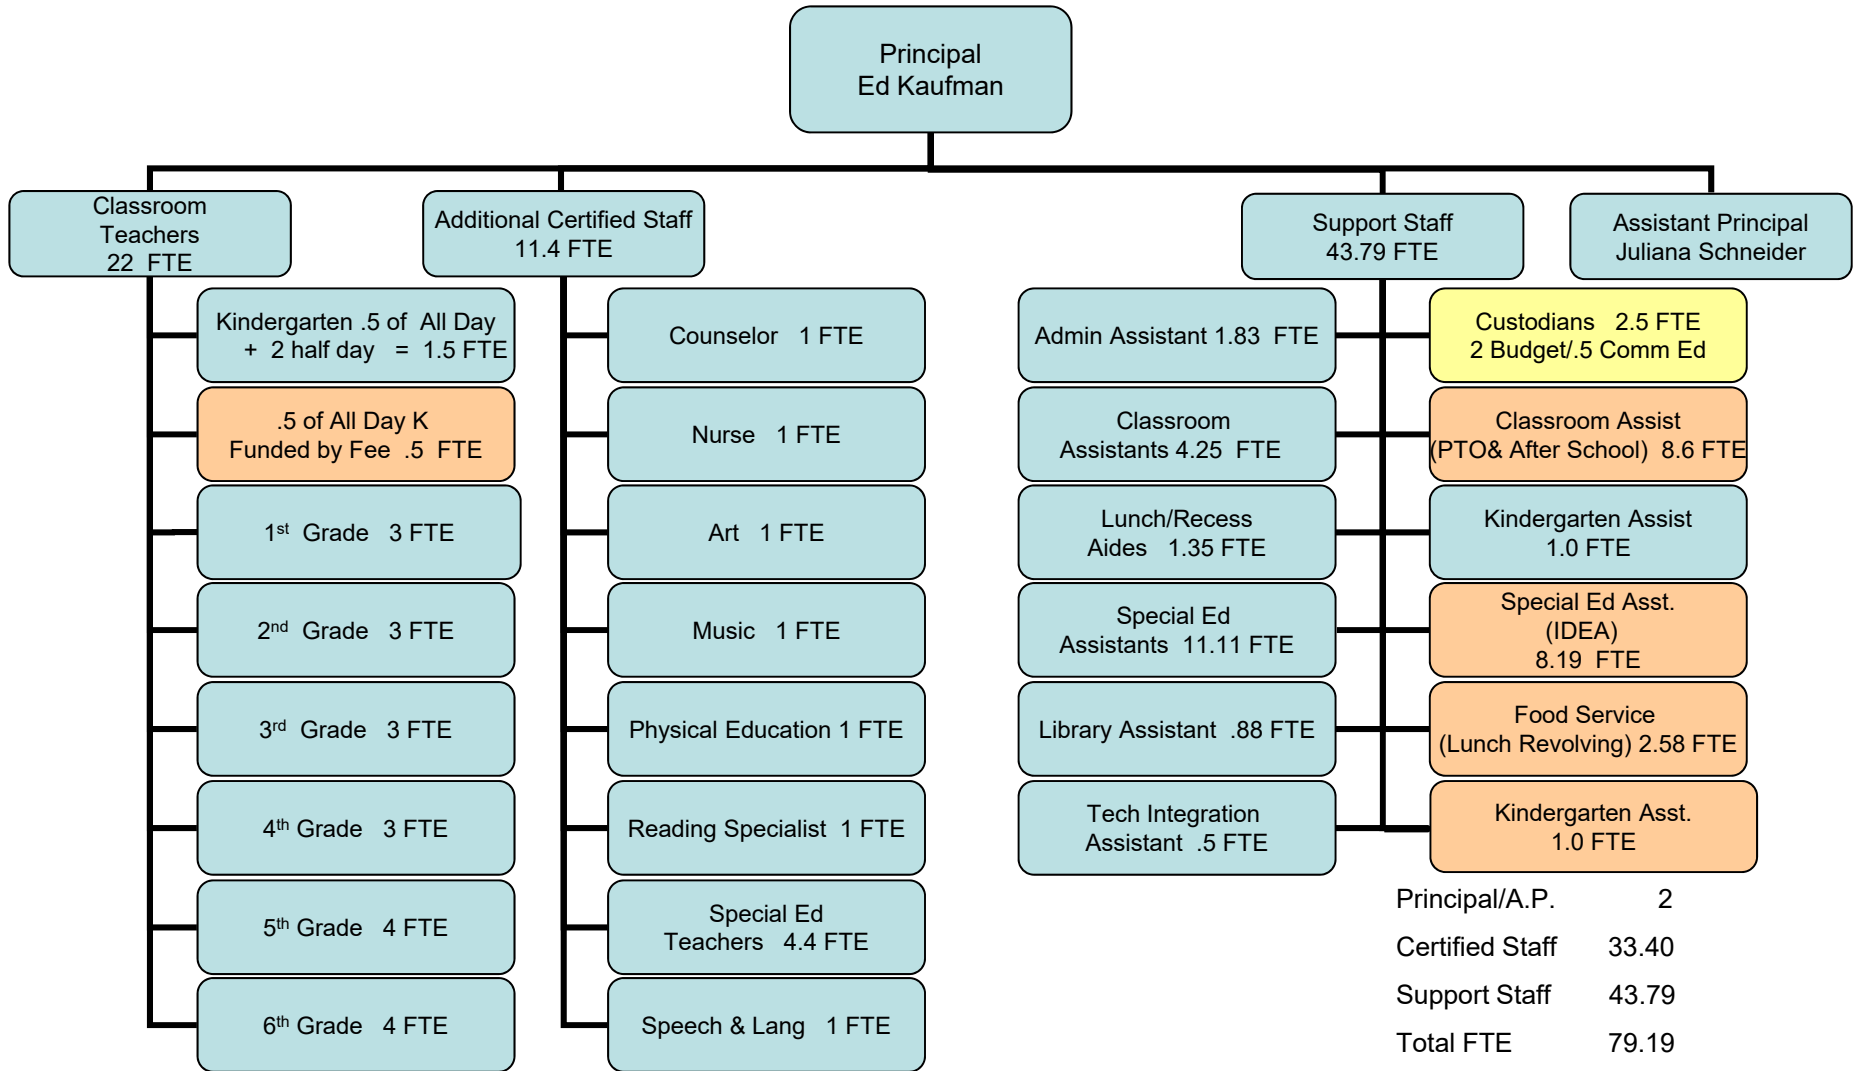 Principal
Ed Kaufman
Classroom
Teachers
22 FTE
Additional Certified Staff
11.4 FTE
Support Staff
43.79 FTE
Assistant Principal
Juliana Schneider
Kindergarten .5 of All Day
+ 2 half day = 1.5 FTE
.5 of All Day K
Funded by Fee .5 FTE
1st Grade 3 FTE
2nd Grade 3 FTE
3rd Grade 3 FTE
4th Grade 3 FTE
5th Grade 4 FTE
6th Grade 4 FTE
Counselor 1 FTE
Nurse 1 FTE
Art 1 FTE
Music 1 FTE
Physical Education 1 FTE
Reading Specialist 1 FTE
Special Ed
Teachers 4.4 FTE
Speech & Lang 1 FTE
Admin Assistant 1.83 FTE
Classroom
Assistants 4.25 FTE
Lunch/Recess
Aides 1.35 FTE
Special Ed
Assistants 11.11 FTE
Library Assistant .88 FTE
Tech Integration
Assistant .5 FTE
Custodians 2.5 FTE
2 Budget/.5 Comm Ed
Classroom Assist
(PTO& After School) 8.6 FTE
Kindergarten Assist
1.0 FTE
Special Ed Asst.
(IDEA)
8.19 FTE
Food Service
(Lunch Revolving) 2.58 FTE
Kindergarten Asst.
1.0 FTE
Principal/A.P. 2
Certified Staff 33.40
Support Staff 43.79
Total FTE 79.19